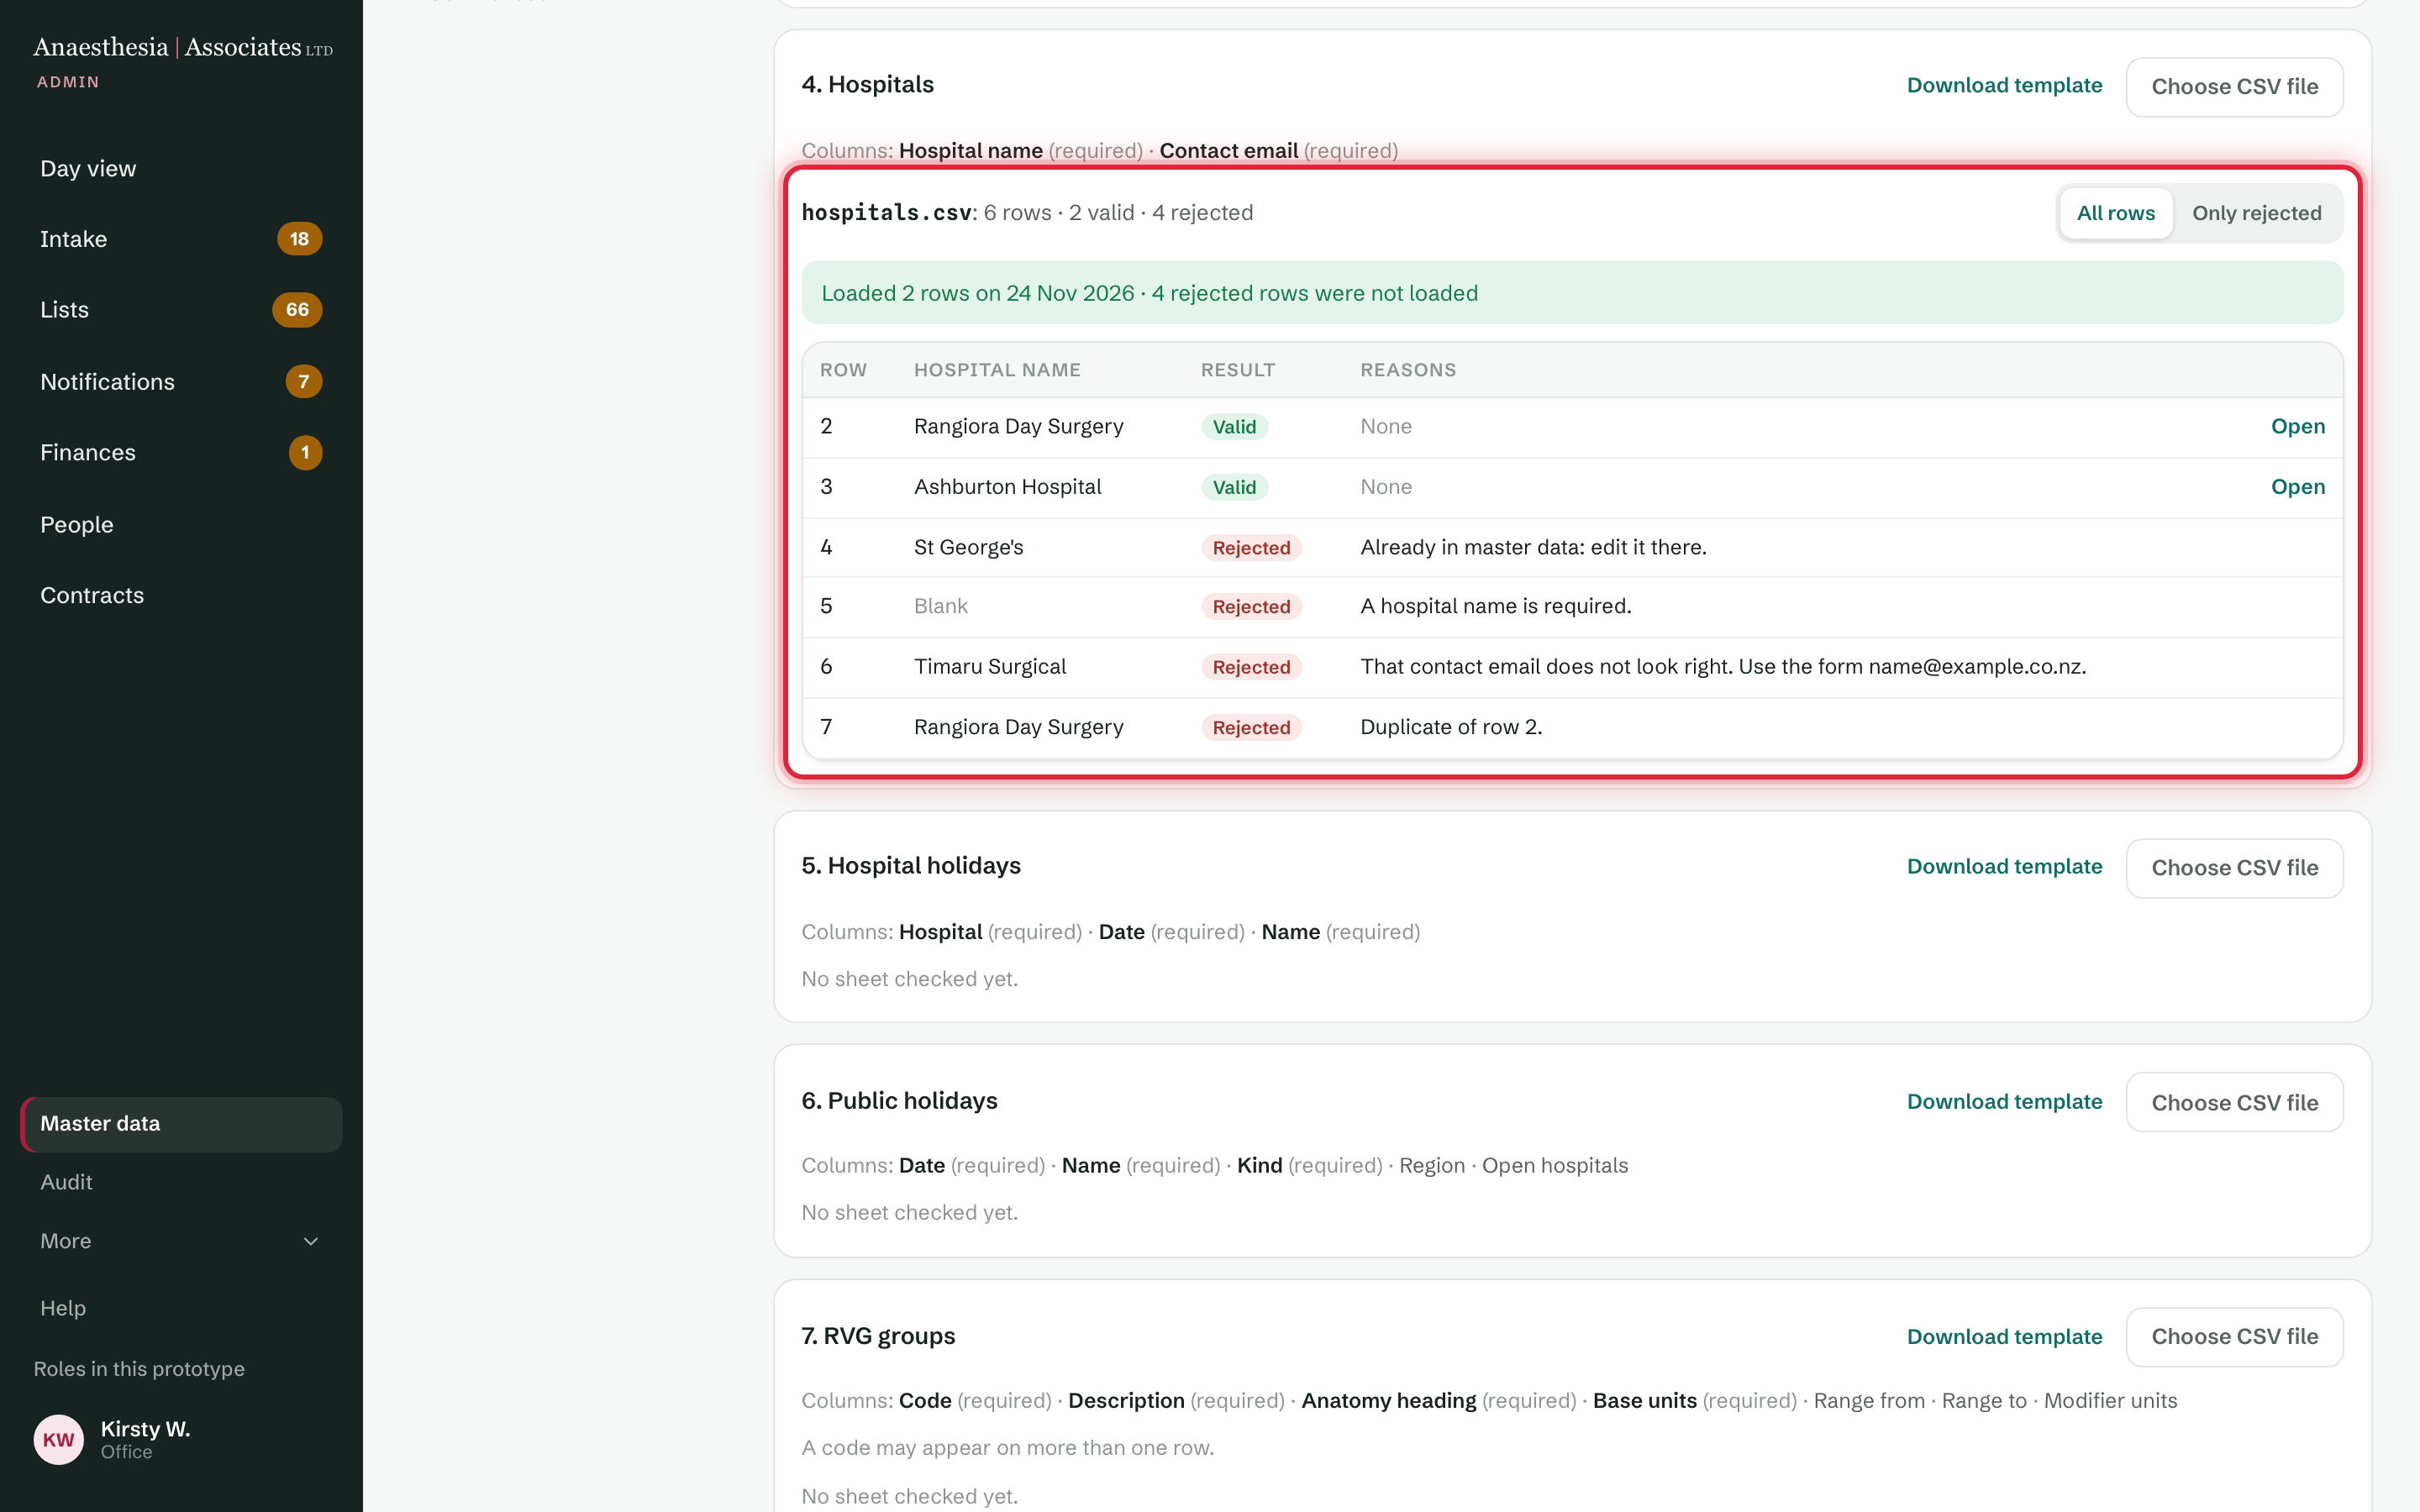 Anaesthesia | Associates LTD
ADMIN
Day view
Intake 18
Lists 66
Notifications 7
Finances 1
People
Contracts
Master data
Audit
More
Help
Roles in this prototype
KW
Kirsty W.
Office
4. Hospitals
Download template
Choose CSV file
Columns: Hospital name (required) · Contact email (required)
hospitals.csv: 6 rows · 2 valid · 4 rejected
All rows
Only rejected
Loaded 2 rows on 24 Nov 2026 · 4 rejected rows were not loaded
ROW HOSPITAL NAME RESULT REASONS
2 Rangiora Day Surgery Valid None Open
3 Ashburton Hospital Valid None Open
4 St George's Rejected Already in master data: edit it there.
5 Blank Rejected A hospital name is required.
6 Timaru Surgical Rejected That contact email does not look right. Use the form name@example.co.nz.
7 Rangiora Day Surgery Rejected Duplicate of row 2.
5. Hospital holidays
Download template
Choose CSV file
Columns: Hospital (required) · Date (required) · Name (required)
No sheet checked yet.
6. Public holidays
Download template
Choose CSV file
Columns: Date (required) · Name (required) · Kind (required) · Region · Open hospitals
No sheet checked yet.
7. RVG groups
Download template
Choose CSV file
Columns: Code (required) · Description (required) · Anatomy heading (required) · Base units (required) · Range from · Range to · Modifier units
A code may appear on more than one row.
No sheet checked yet.